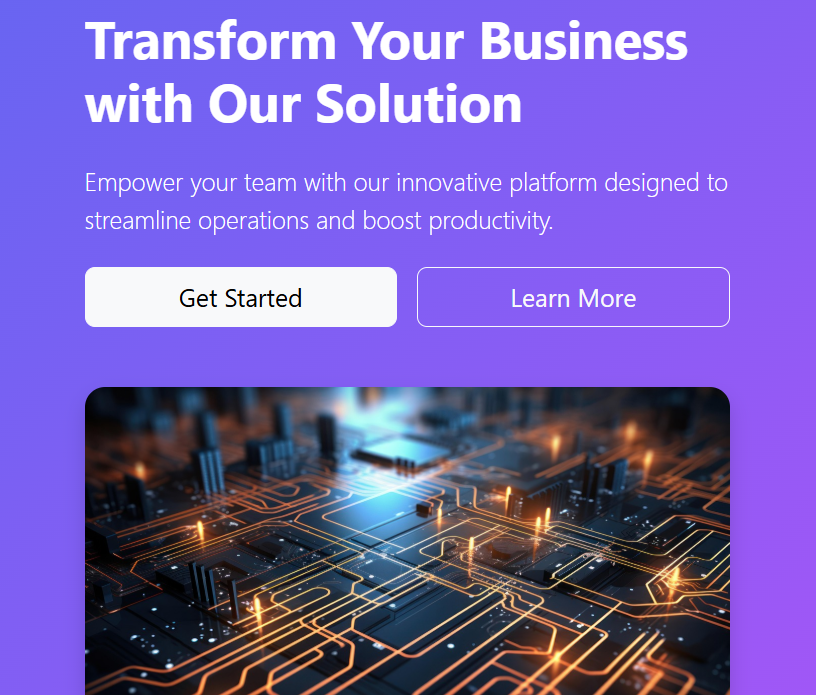 Transform Your Business
with Our Solution
Empower your team with our innovative platform designed to
streamline operations and boost productivity.
Get Started
Learn More